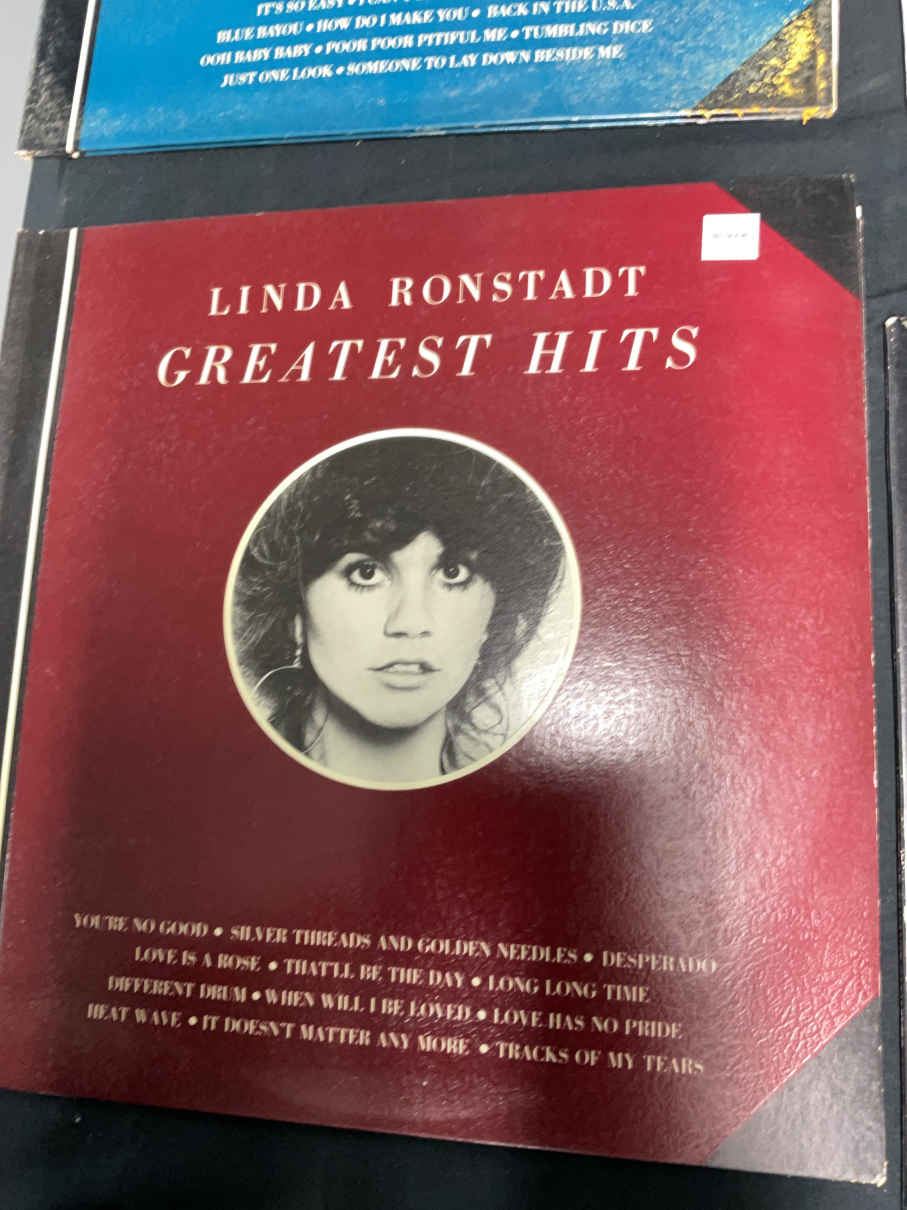 IT'S SO EASY •
BLUE BAYOU • HOW DO I MAKE YOU • BACK IN THE U.S.A.
OOH BABY BABY • POOR POOR PITIFUL ME • TUMBLING DICE
JUST ONE LOOK • SOMEONE TO LAY DOWN BESIDE ME
LINDA RONSTADT
GREATEST HITS
YOU'RE NO GOOD • SILVER THREADS AND GOLDEN NEEDLES • DESPERADO
LOVE IS A ROSE • THAT'LL BE THE DAY • LONG LONG TIME
DIFFERENT DRUM • WHEN WILL I BE LOVED • LOVE HAS NO PRIDE
HEAT WAVE • IT DOESN'T MATTER ANY MORE • TRACKS OF MY TEARS